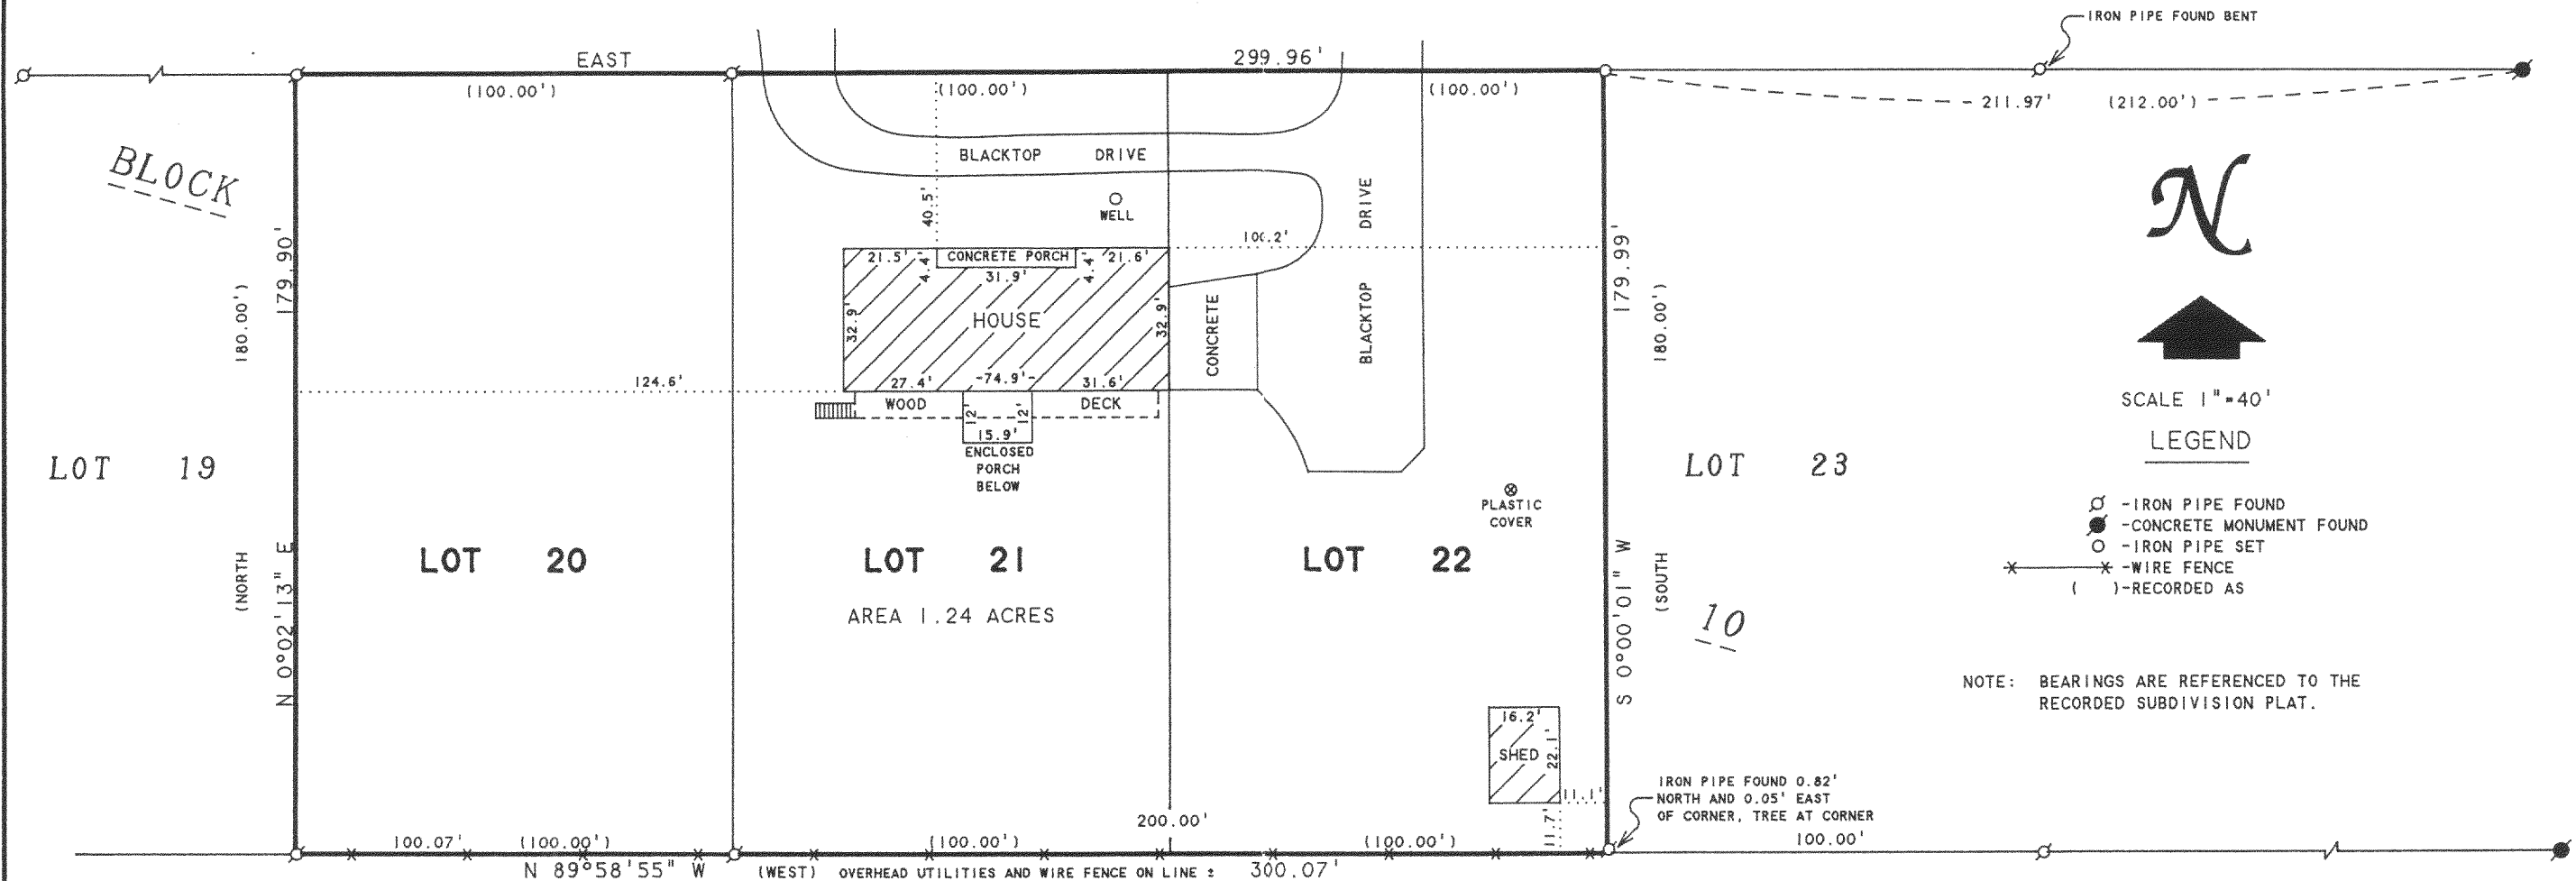 IRON PIPE FOUND BENT
EAST
299.96'
(100.00')
(100.00')
(100.00')
211.97' (212.00')
BLOCK
BLACKTOP DRIVE
WELL
40.5'
BLACKTOP DRIVE
N
179.90'
(180.00')
179.99'
180.00')
21.5'
4.4'
CONCRETE PORCH
4.4'
21.6'
31.9'
HOUSE
32.9'
32.9'
CONCRETE
124.6'
27.4'
74.9'
31.6'
WOOD
DECK
12'
12'
15.9'
ENCLOSED
PORCH
BELOW
SCALE 1"=40'
LEGEND
LOT 19
LOT 23
PLASTIC
COVER
-IRON PIPE FOUND
-CONCRETE MONUMENT FOUND
-IRON PIPE SET
-WIRE FENCE
( )-RECORDED AS
LOT 20
LOT 21
LOT 22
AREA 1.24 ACRES
(NORTH
N 0°02'13" E
S 0°00'01" W
(SOUTH
10
NOTE: BEARINGS ARE REFERENCED TO THE
RECORDED SUBDIVISION PLAT.
16.2'
SHED
22.1'
11.1'
11.7'
IRON PIPE FOUND 0.82'
NORTH AND 0.05' EAST
OF CORNER, TREE AT CORNER
200.00'
100.07' (100.00')
(100.00')
(100.00')
100.00'
N 89°58'55" W (WEST) OVERHEAD UTILITIES AND WIRE FENCE ON LINE ± 300.07'